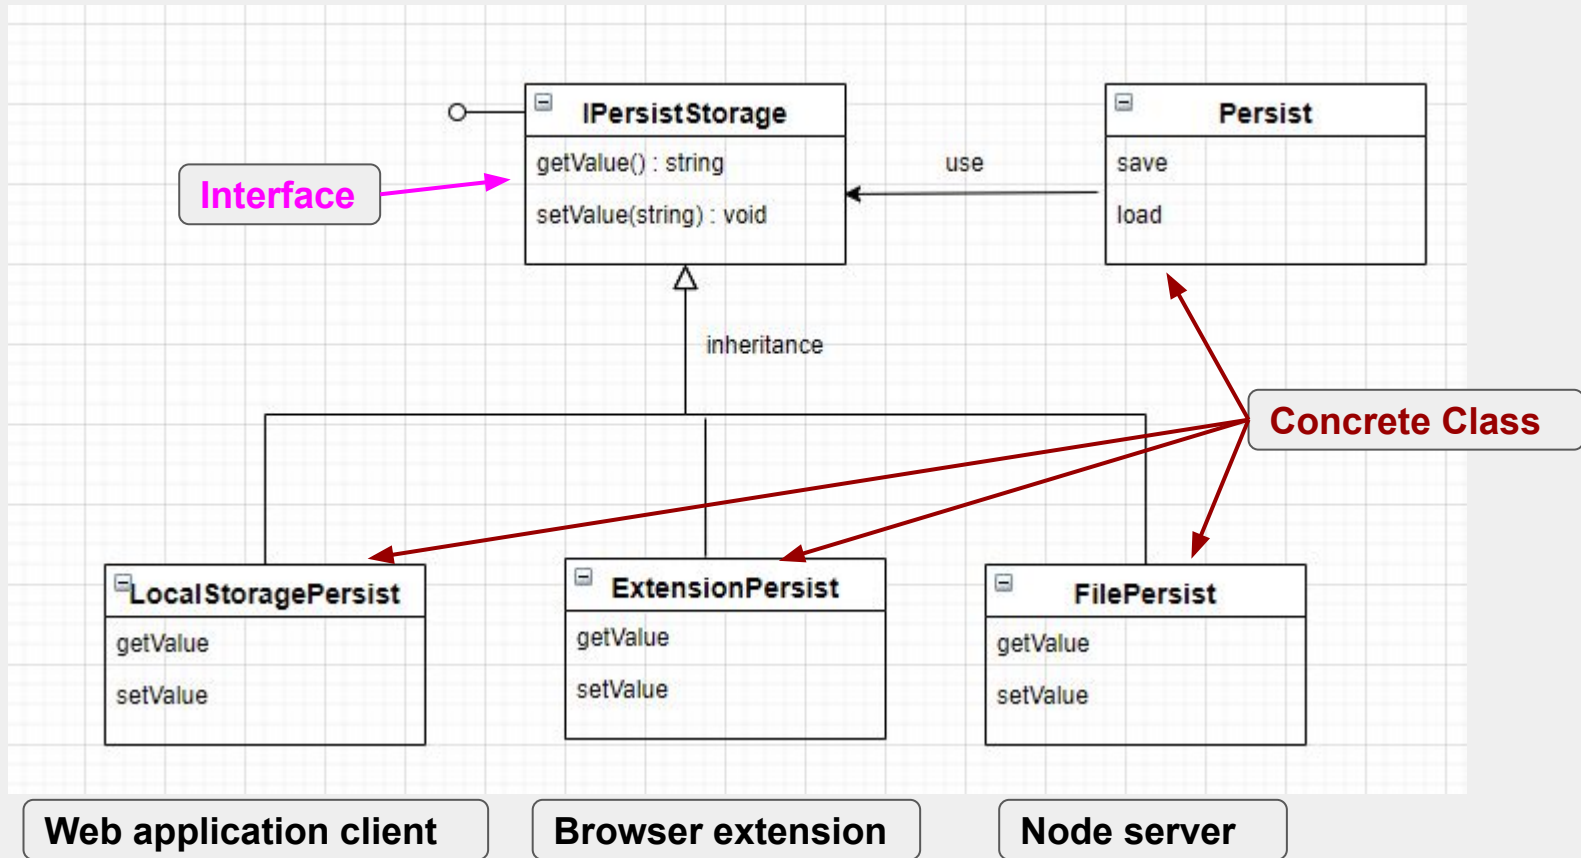 IPersistStorage
getValue() : string
setValue(string) : void
Interface
use
Persist
save
load
inheritance
Concrete Class
LocalStoragePersist
getValue
setValue
ExtensionPersist
getValue
setValue
FilePersist
getValue
setValue
Web application client
Browser extension
Node server